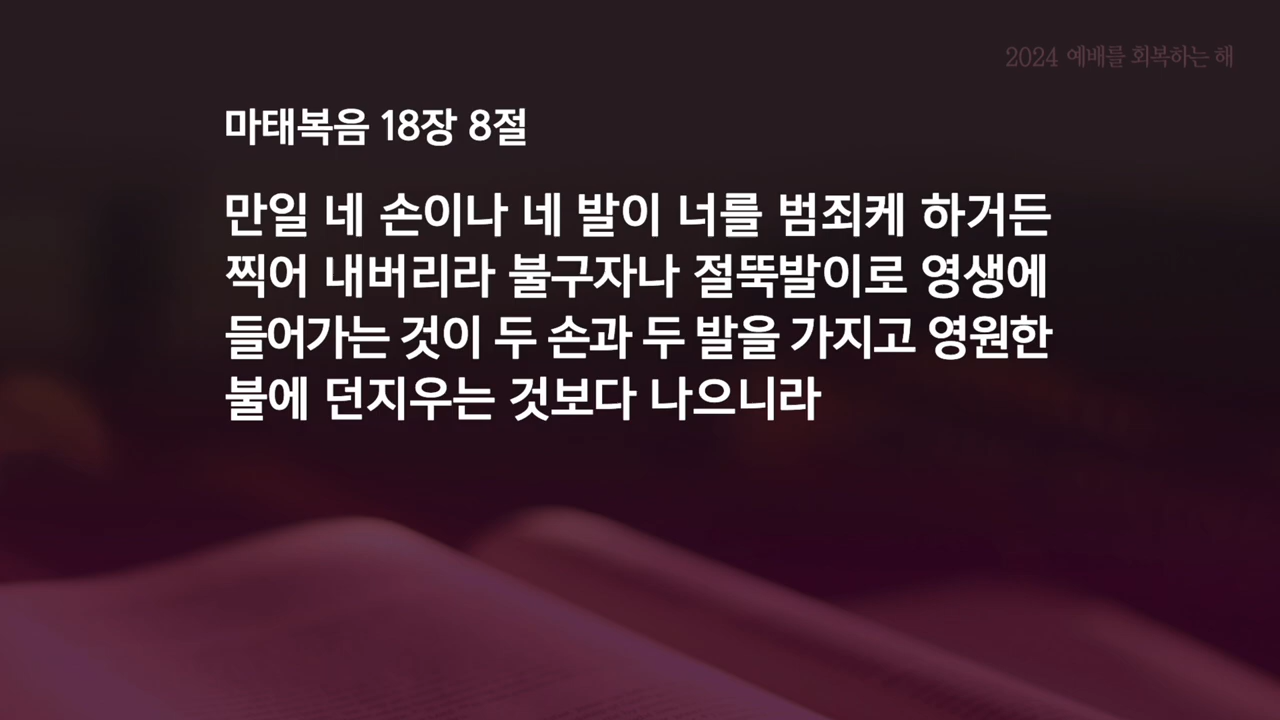 2024 예배를 회복하는 해
마태복음 18장 8절
만일 네 손이나 네 발이 너를 범죄케 하거든
찍어 내버리라 불구자나 절뚝발이로 영생에
들어가는 것이 두 손과 두 발을 가지고 영원한
불에 던지우는 것보다 나으니라